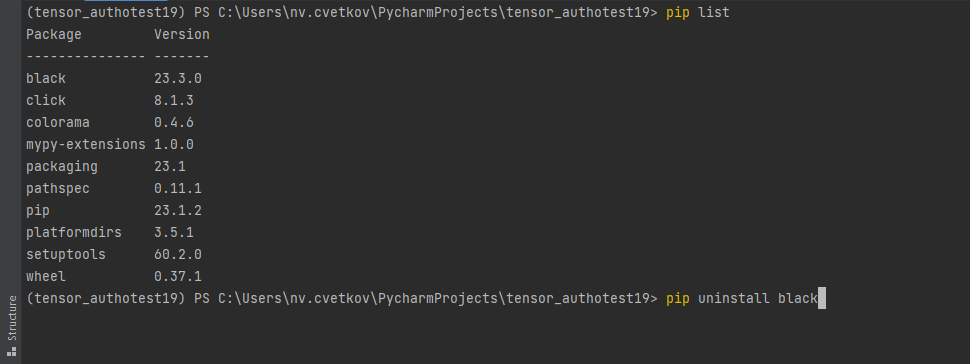 (tensor_authotest19) PS C:\Users\nv.cvetkov\PycharmProjects\tensor_authotest19> pip list
Package         Version
--------------- -------
black           23.3.0
click           8.1.3
colorama        0.4.6
mypy-extensions 1.0.0
packaging       23.1
pathspec        0.11.1
pip             23.1.2
platformdirs    3.5.1
setuptools      60.2.0
wheel           0.37.1
(tensor_authotest19) PS C:\Users\nv.cvetkov\PycharmProjects\tensor_authotest19> pip uninstall black
Structure